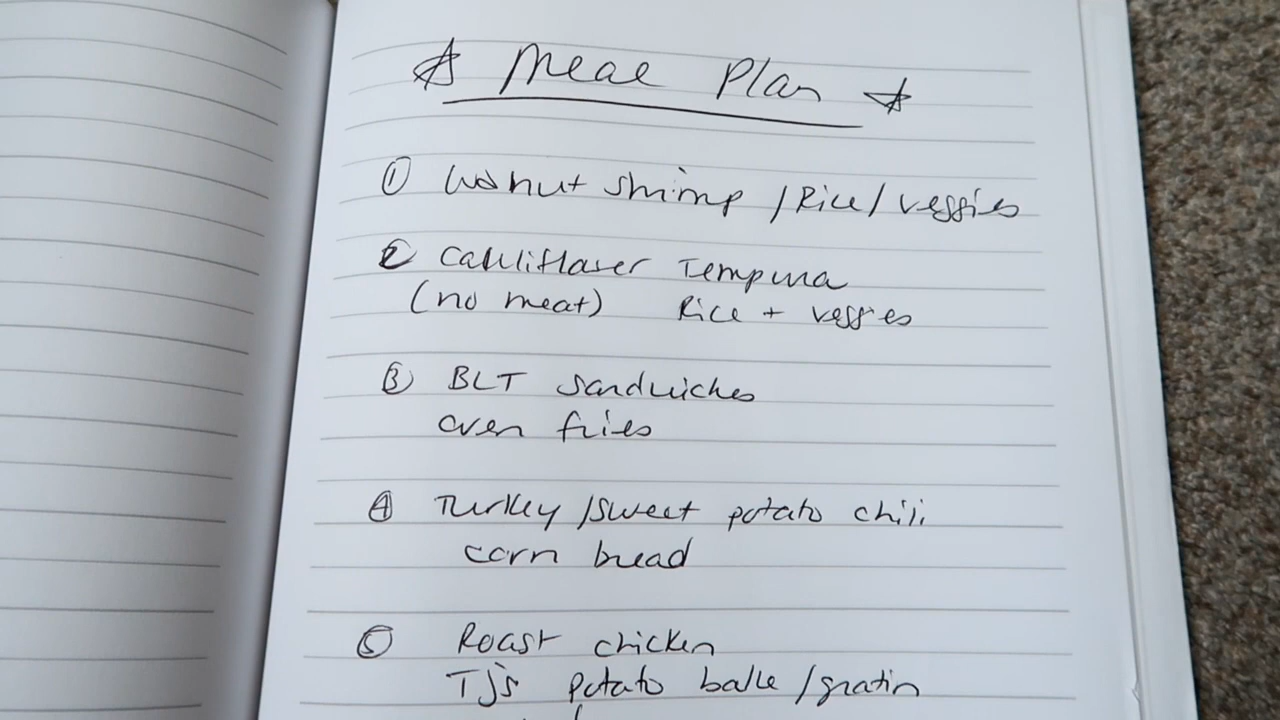 ☆ Meal Plan ☆
① Walnut shrimp / Rice / veggies
② Cauliflower Tempura
(no meat) Rice + veggies
③ BLT sandwiches
oven fries
④ Turkey / sweet potato chili
corn bread
⑤ Roast chicken
TJ's potato bake / gratin